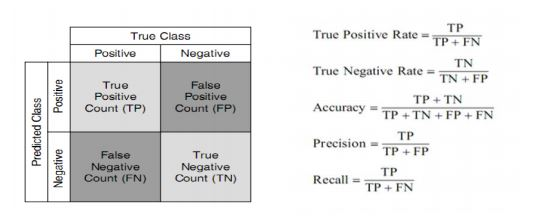 True Class
Positive Negative
Predicted Class
Positive
Negative
True
Positive
Count (TP)
False
Positive
Count (FP)
False
Negative
Count (FN)
True
Negative
Count (TN)
True Positive Rate = TP / TP + FN
True Negative Rate = TN / TN + FP
Accuracy = TP + TN / TP + TN + FP + FN
Precision = TP / TP + FP
Recall = TP / TP + FN